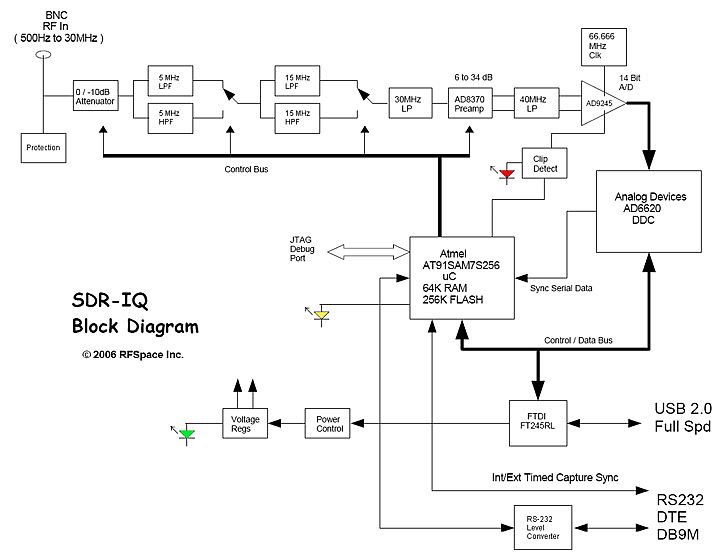 BNC
RF In
( 500Hz to 30MHz )
66.666
MHz
Clk
5 MHz
LPF
15 MHz
LPF
6 to 34 dB
14 Bit
A/D
0 / -10dB
Attenuator
30MHz
LP
AD8370
Preamp
40MHz
LP
AD9245
5 MHz
HPF
15 MHz
HPF
Protection
Control Bus
Clip
Detect
Analog Devices
AD6620
DDC
JTAG
Debug
Port
Atmel
AT91SAM7S256
uC
64K RAM
256K FLASH
Sync Serial Data
SDR-IQ
Block Diagram
© 2006 RFSpace Inc.
Control / Data Bus
Voltage
Regs
Power
Control
FTDI
FT245RL
USB 2.0
Full Spd
Int/Ext Timed Capture Sync
RS-232
Level
Converter
RS232
DTE
DB9M